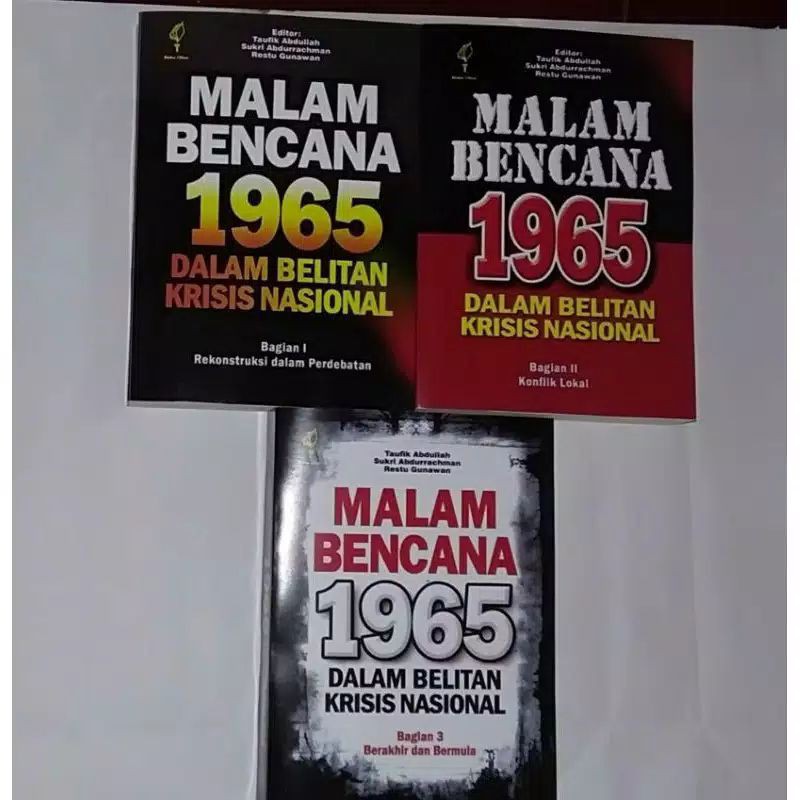 Editor:
Taufik Abdullah
Sukri Abdurrachman
Restu Gunawan
MALAM
BENCANA
1965
DALAM BELITAN
KRISIS NASIONAL
Bagian I
Rekonstruksi dalam Perdebatan
Editor:
Taufik Abdullah
Sukri Abdurrachman
Restu Gunawan
MALAM
BENCANA
1965
DALAM BELITAN
KRISIS NASIONAL
Bagian II
Konflik Lokal
Taufik Abdullah
Sukri Abdurrachman
Restu Gunawan
MALAM
BENCANA
1965
DALAM BELITAN
KRISIS NASIONAL
Bagian 3
Berakhir dan Bermula